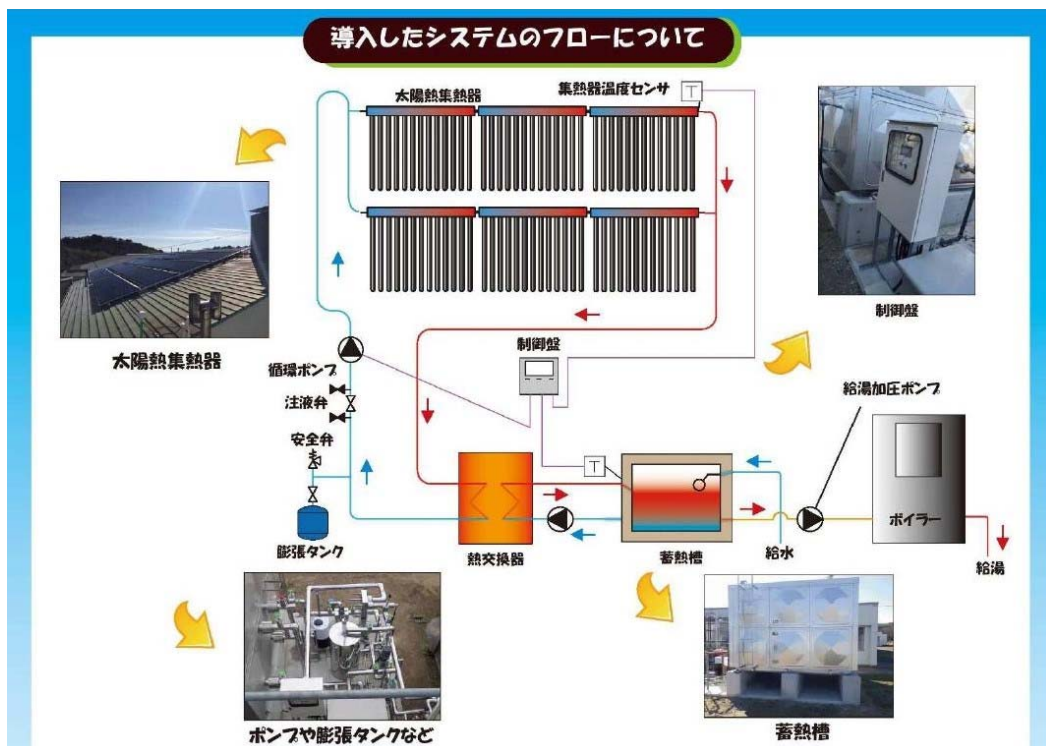 導入したシステムのフローについて
太陽熱集熱器
集熱器温度センサ
T
太陽熱集熱器
制御盤
循環ポンプ
制御盤
注液弁
給湯加圧ポンプ
安全弁
T
ボイラー
膨張タンク
熱交換器
蓄熱槽
給水
給湯
ポンプや膨張タンクなど
蓄熱槽